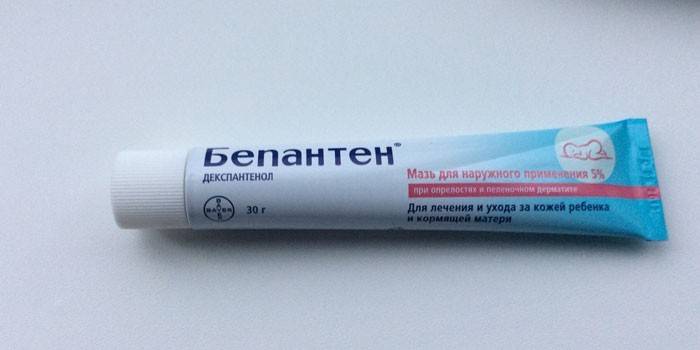 Бепантен®
ДЕКСПАНТЕНОЛ
BAYER
BAYER
30 г
Мазь для наружного применения 5%
при опрелостях и пеленочном дерматите
Для лечения и ухода за кожей ребенка
и кормящей матери